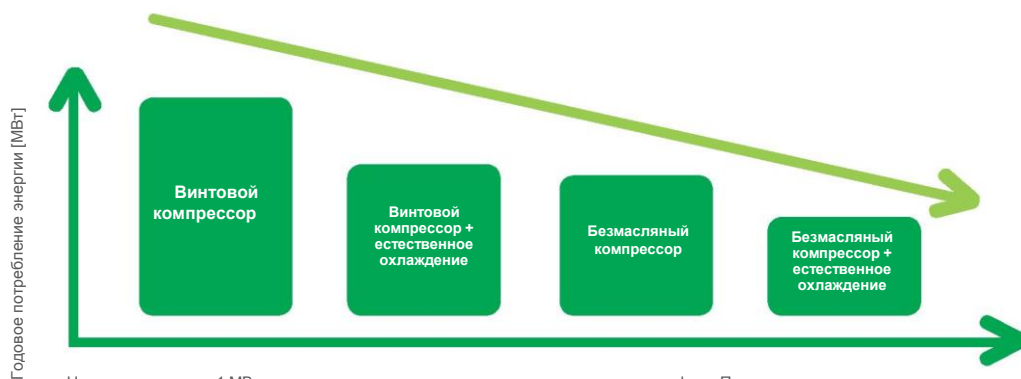 Годовое потребление энергии [МВт]
Винтовой
компрессор
Винтовой
компрессор +
естественное
охлаждение
Безмасляный
компрессор
Безмасляный
компрессор +
естественное
охлаждение